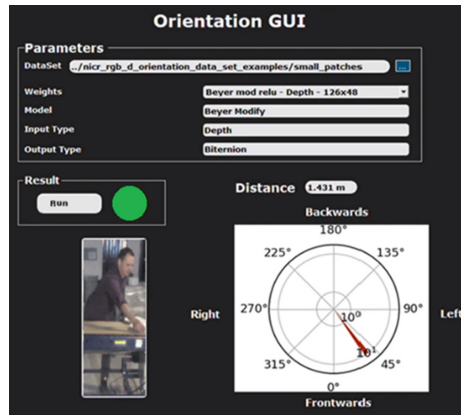 Orientation GUI
Parameters
DataSet ../nicr_rgb_d_orientation_data_set_examples/small_patches ...
Weights Beyer mod relu - Depth - 126x48
Model Beyer Modify
Input Type Depth
Output Type Biternion
Result
Run
Distance 1.431 m
Backwards
180°
225° 135°
Right 270° 90° Left
10⁰
10¹
315° 45°
0°
Frontwards